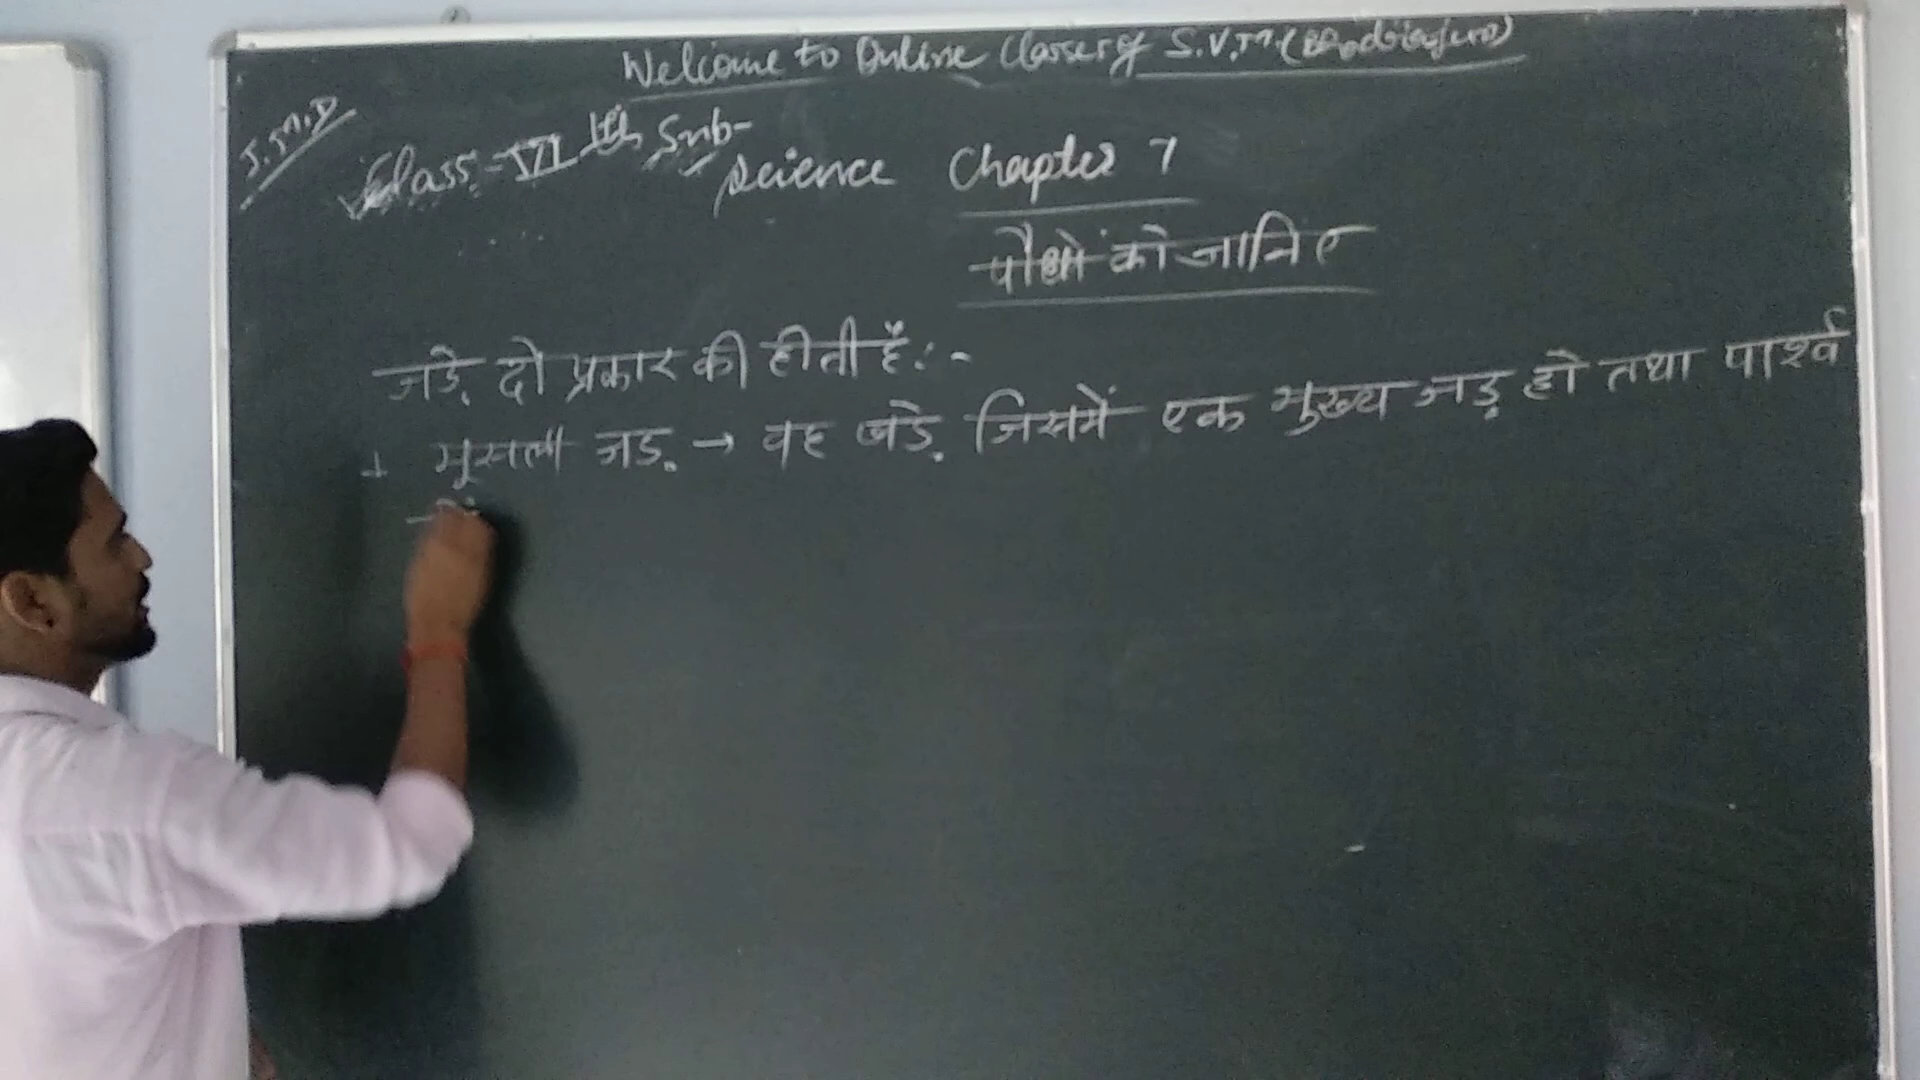 Welcome to Online Classes of S.V.M.
J.M.D
Class-VI th Sub-
science Chapter 7
पौधो को जानिए
जडे़ दो प्रकार की होती हैं:-
मूसला जड़ → वह जडे़ जिसमें एक मुख्य जड़ हो तथा पार्श्व